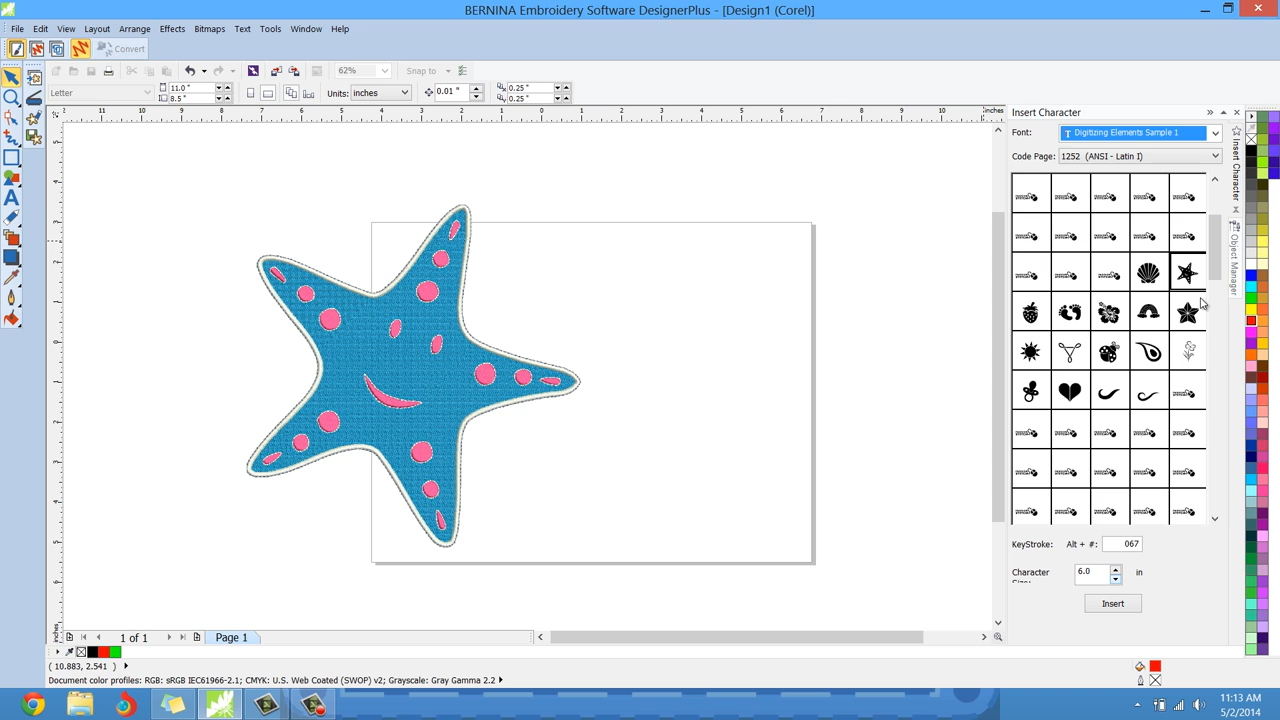 BERNINA Embroidery Software DesignerPlus - [Design1 (Corel)]
File Edit View Layout Arrange Effects Bitmaps Text Tools Window Help
Convert
62% Snap to
Letter 11.0 " 8.5 " Units: inches 0.01 " 0.25 " 0.25 "
inches
Insert Character
Font: Digitizing Elements Sample 1
Code Page: 1252 (ANSI - Latin I)
Insert Character
Object Manager
KeyStroke: Alt + #: 067
Character Size: 6.0 in
Insert
1 of 1 Page 1
( 10.883, 2.541 )
Document color profiles: RGB: sRGB IEC61966-2.1; CMYK: U.S. Web Coated (SWOP) v2; Grayscale: Gray Gamma 2.2
11:13 AM
5/2/2014